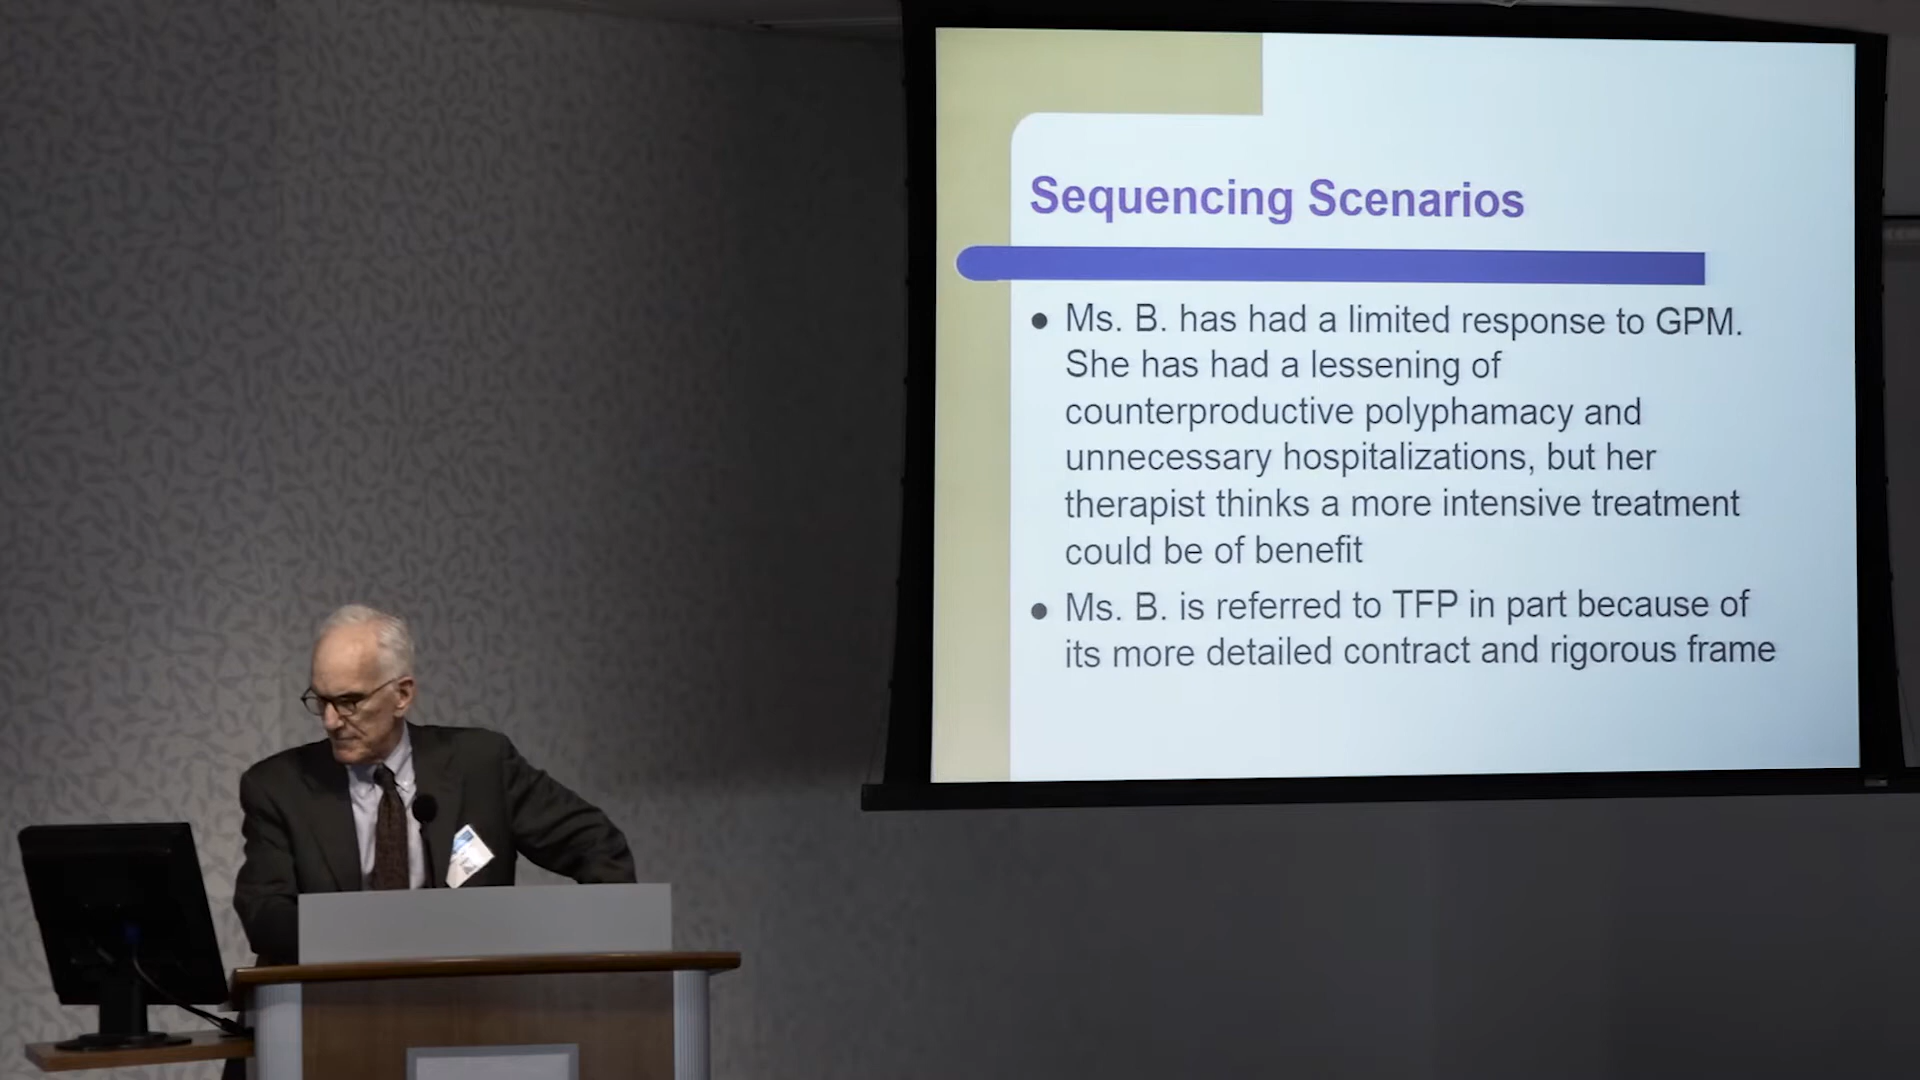 Sequencing Scenarios
● Ms. B. has had a limited response to GPM.
She has had a lessening of
counterproductive polyphamacy and
unnecessary hospitalizations, but her
therapist thinks a more intensive treatment
could be of benefit
● Ms. B. is referred to TFP in part because of
its more detailed contract and rigorous frame